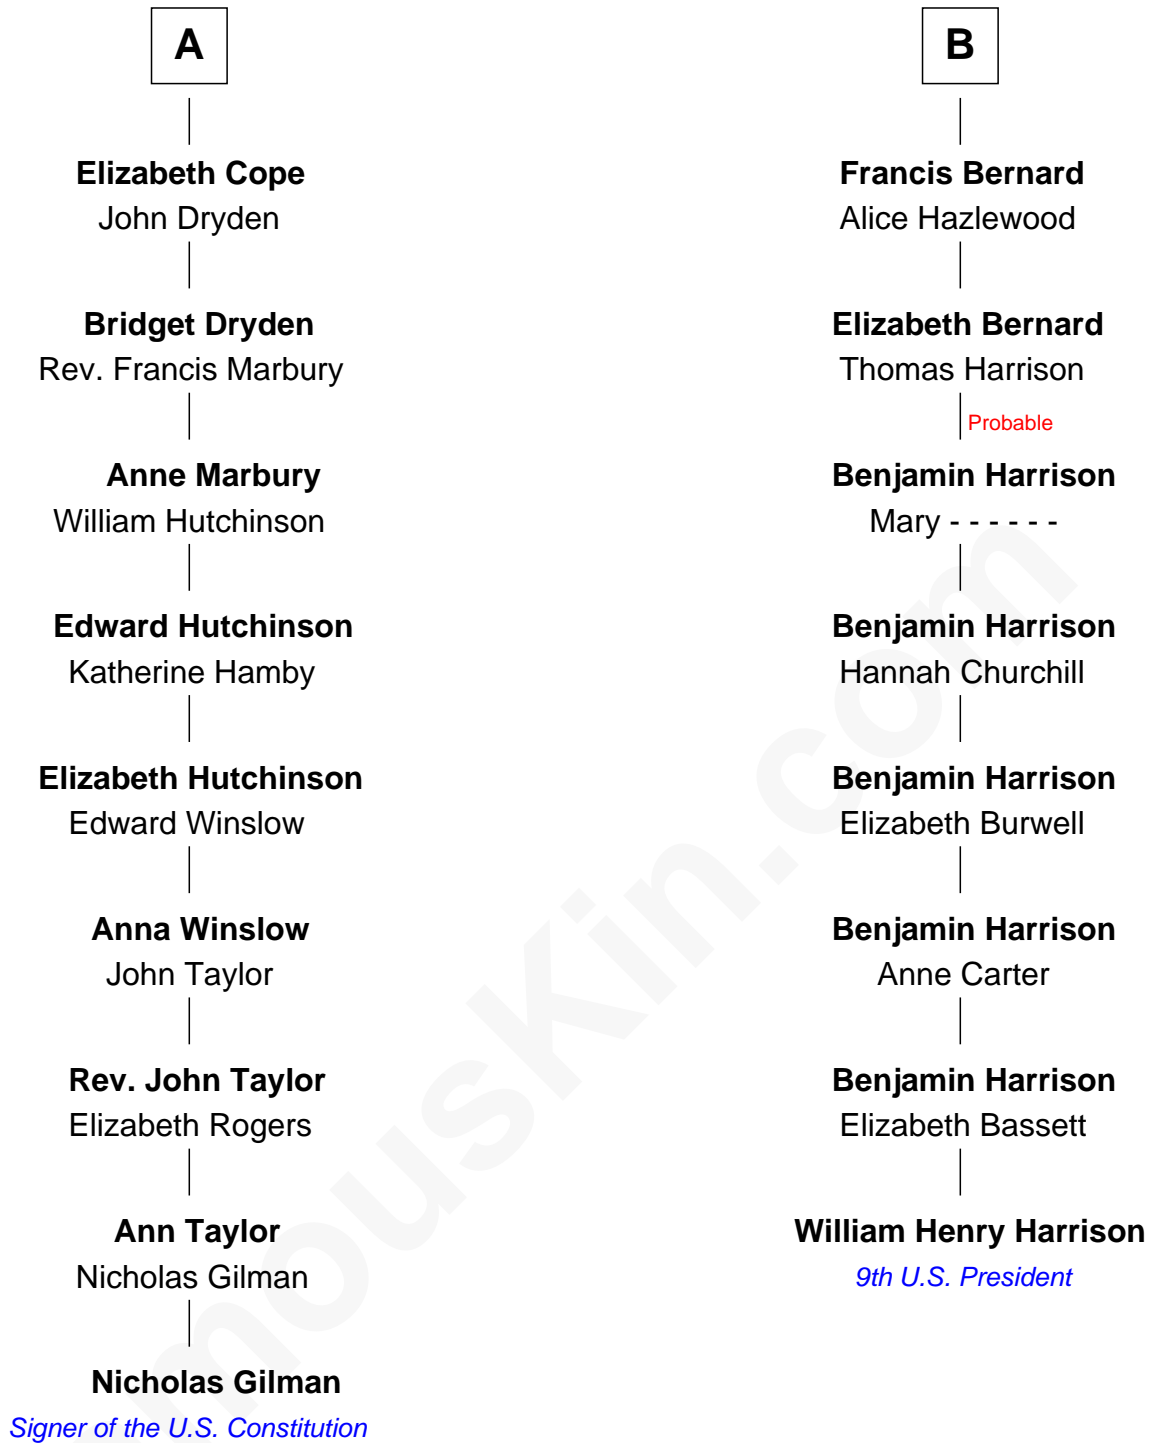 A
Elizabeth Cope
John Dryden
Bridget Dryden
Rev. Francis Marbury
Anne Marbury
William Hutchinson
Edward Hutchinson
Katherine Hamby
Elizabeth Hutchinson
Edward Winslow
Anna Winslow
John Taylor
Rev. John Taylor
Elizabeth Rogers
Ann Taylor
Nicholas Gilman
Nicholas Gilman
Signer of the U.S. Constitution
B
Francis Bernard
Alice Hazlewood
Elizabeth Bernard
Thomas Harrison
Probable
Benjamin Harrison
Mary - - - - - -
Benjamin Harrison
Hannah Churchill
Benjamin Harrison
Elizabeth Burwell
Benjamin Harrison
Anne Carter
Benjamin Harrison
Elizabeth Bassett
William Henry Harrison
9th U.S. President
mousKin.com